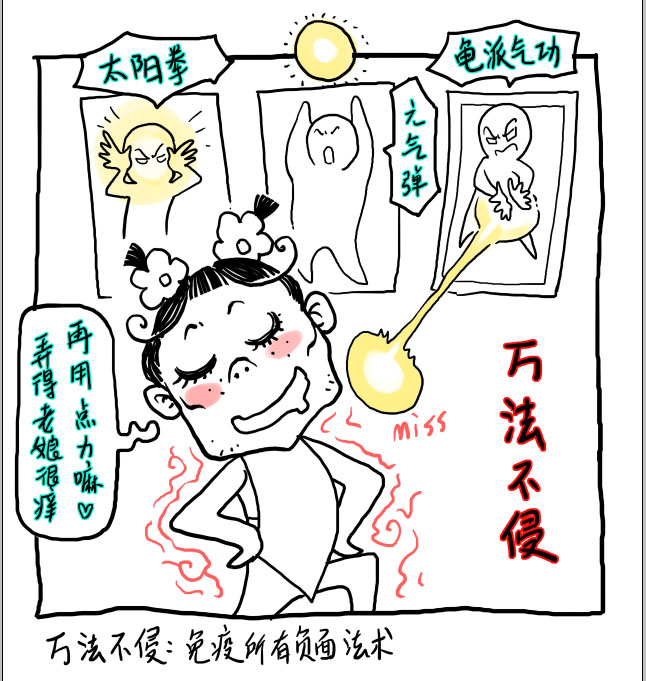 太阳拳
元气弹
龟派气功
再用点力嘛♡
弄得老娘很痒
miss
万法不侵
万法不侵：免疫所有负面法术